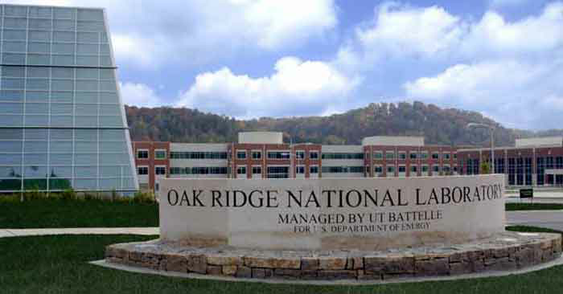 OAK RIDGE NATIONAL LABORATORY
MANAGED BY UT BATTELLE
FOR U.S. DEPARTMENT OF ENERGY